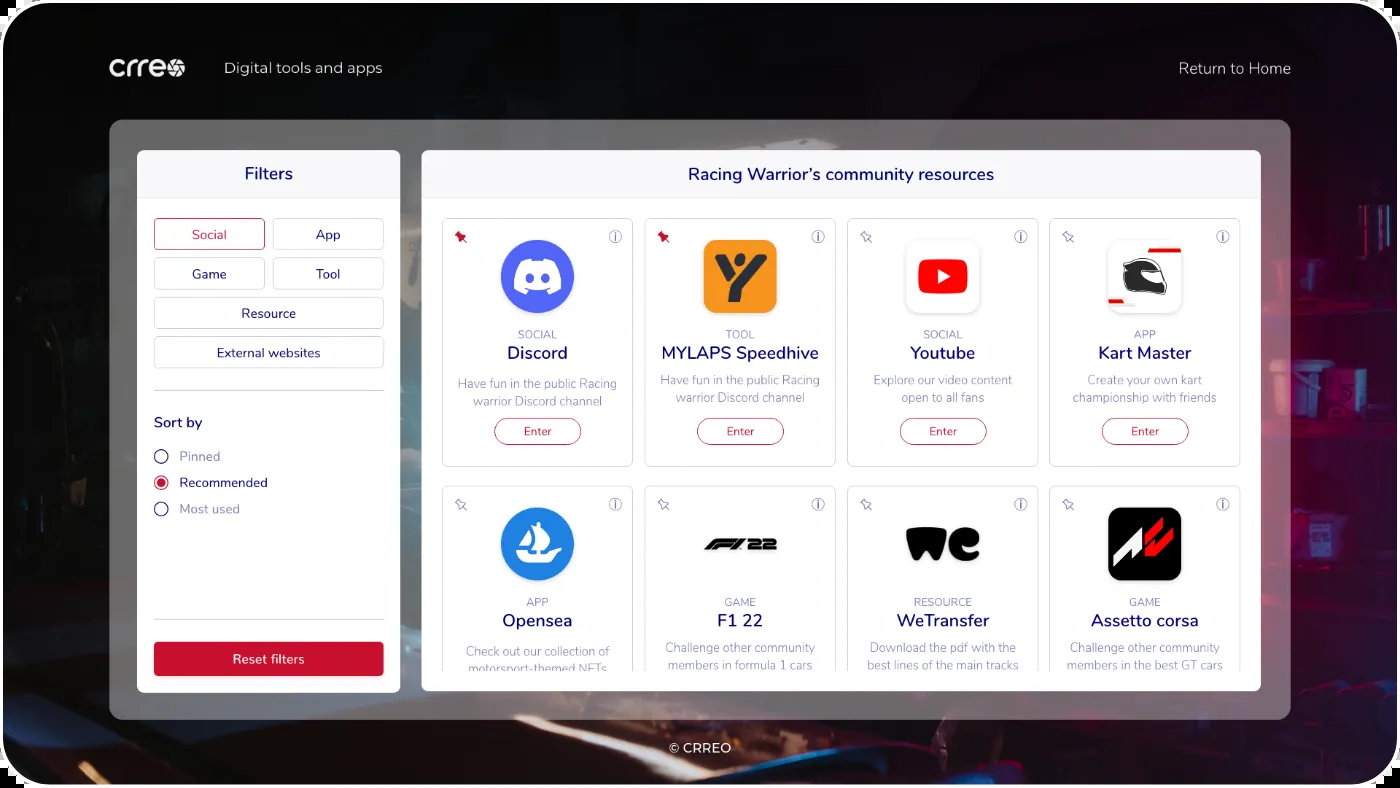 crreo
Digital tools and apps
Return to Home
Filters
Social
App
Game
Tool
Resource
External websites
Sort by
Pinned
Recommended
Most used
Reset filters
Racing Warrior’s community resources
SOCIAL
Discord
Have fun in the public Racing
warrior Discord channel
Enter
TOOL
MYLAPS Speedhive
Have fun in the public Racing
warrior Discord channel
Enter
SOCIAL
Youtube
Explore our video content
open to all fans
Enter
APP
Kart Master
Create your own kart
championship with friends
Enter
APP
Opensea
Check out our collection of
motorsport-themed NFTs
F1 22
GAME
F1 22
Challenge other community
members in formula 1 cars
we
RESOURCE
WeTransfer
Download the pdf with the
best lines of the main tracks
GAME
Assetto corsa
Challenge other community
members in the best GT cars
© CRREO